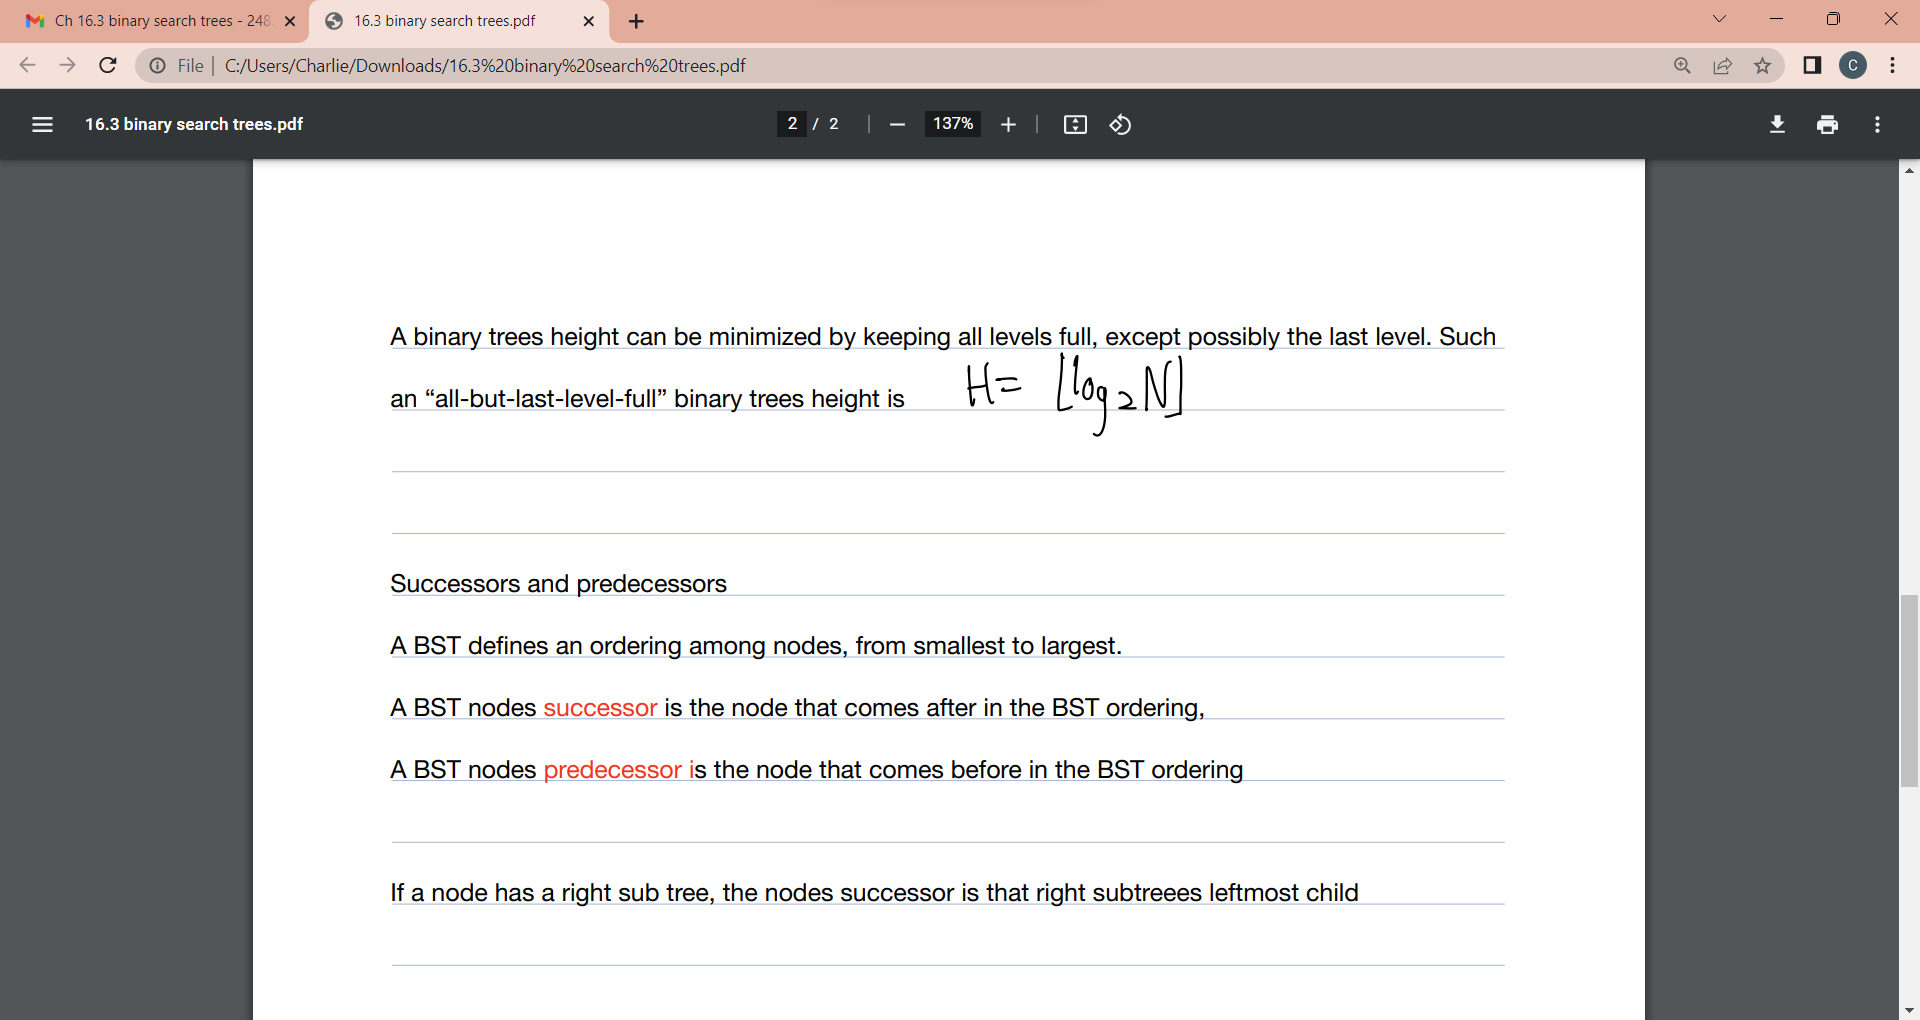 Ch 16.3 binary search trees - 248
16.3 binary search trees.pdf
File | C:/Users/Charlie/Downloads/16.3%20binary%20search%20trees.pdf
C
16.3 binary search trees.pdf
2 / 2 | — 137% + |
A binary trees height can be minimized by keeping all levels full, except possibly the last level. Such
an “all-but-last-level-full” binary trees height is H= ⌊log₂N⌋
Successors and predecessors
A BST defines an ordering among nodes, from smallest to largest.
A BST nodes successor is the node that comes after in the BST ordering,
A BST nodes predecessor is the node that comes before in the BST ordering
If a node has a right sub tree, the nodes successor is that right subtreees leftmost child